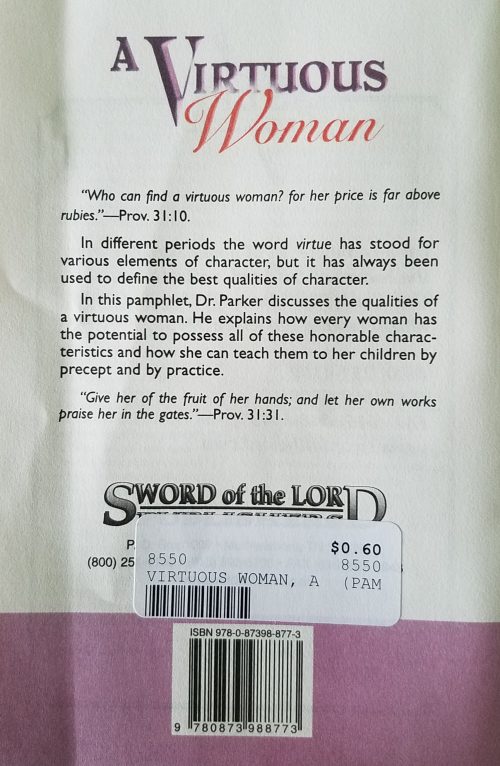 A VIRTUOUS
Woman
"Who can find a virtuous woman? for her price is far above
rubies."—Prov. 31:10.
In different periods the word virtue has stood for
various elements of character, but it has always been
used to define the best qualities of character.
In this pamphlet, Dr. Parker discusses the qualities of
a virtuous woman. He explains how every woman has
the potential to possess all of these honorable charac-
teristics and how she can teach them to her children by
precept and by practice.
"Give her of the fruit of her hands; and let her own works
praise her in the gates."—Prov. 31:31.
SWORD of the LORD
P.
(800) 25
$0.60
8550 8550
VIRTUOUS WOMAN, A (PAM
ISBN 978-0-87398-877-3
9 780873 988773